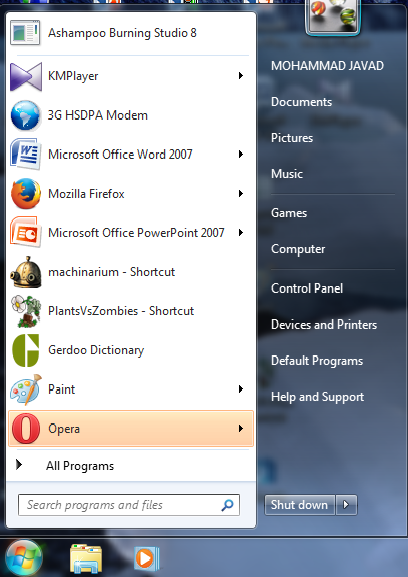 Ashampoo Burning Studio 8
KMPlayer
3G HSDPA Modem
Microsoft Office Word 2007
Mozilla Firefox
Microsoft Office PowerPoint 2007
machinarium - Shortcut
PlantsVsZombies - Shortcut
Gerdoo Dictionary
Paint
Opera
All Programs
Search programs and files
MOHAMMAD JAVAD
Documents
Pictures
Music
Games
Computer
Control Panel
Devices and Printers
Default Programs
Help and Support
Shut down